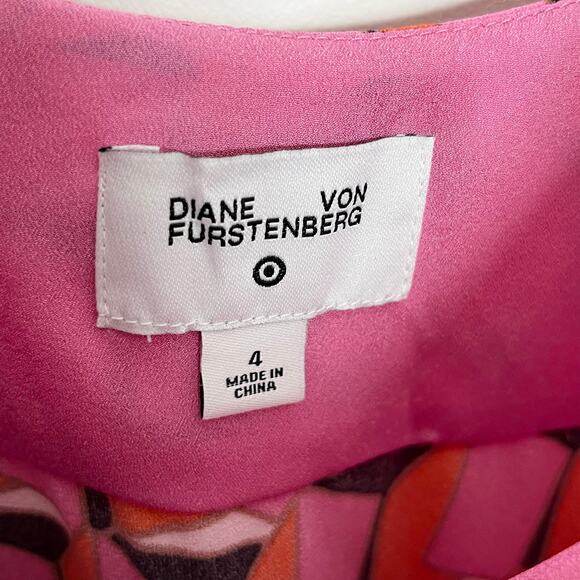 DIANE VON
FURSTENBERG
4
MADE IN
CHINA